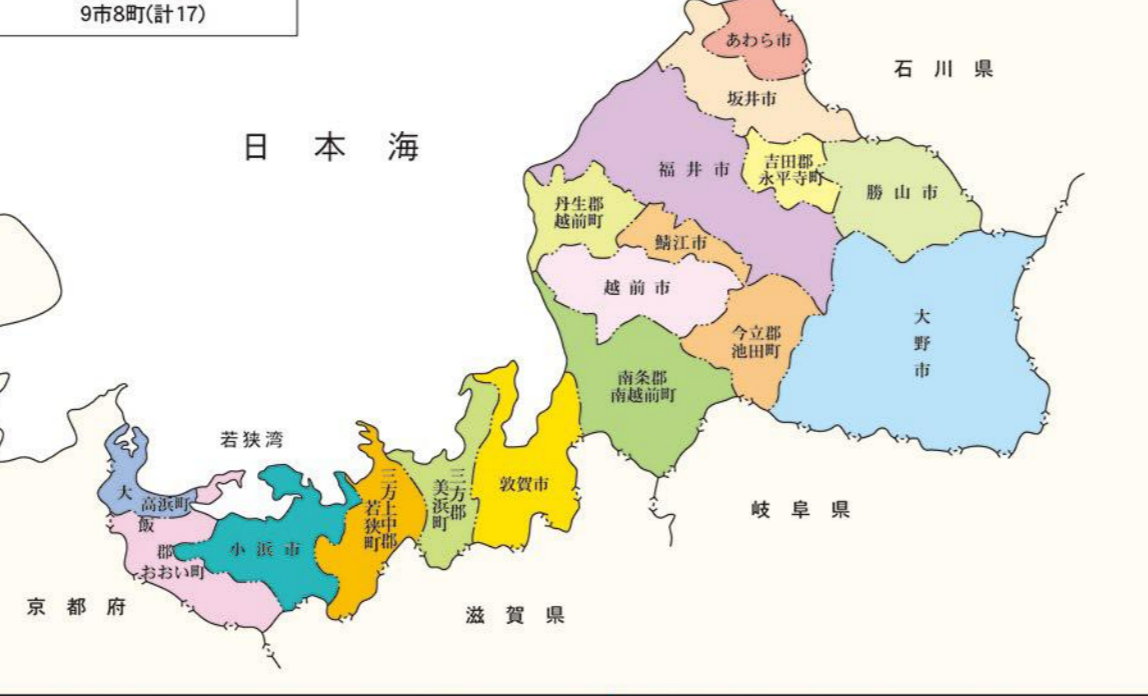 9市8町(計17)
あわら市
石川県
坂井市
日本海
福井市
吉田郡
永平寺町
勝山市
丹生郡
越前町
鯖江市
越前市
大野市
今立郡
池田町
南条郡
南越前町
若狭湾
敦賀市
三方郡
美浜町
三方上中郡
若狭町
大飯郡
高浜町
おおい町
小浜市
岐阜県
京都府
滋賀県